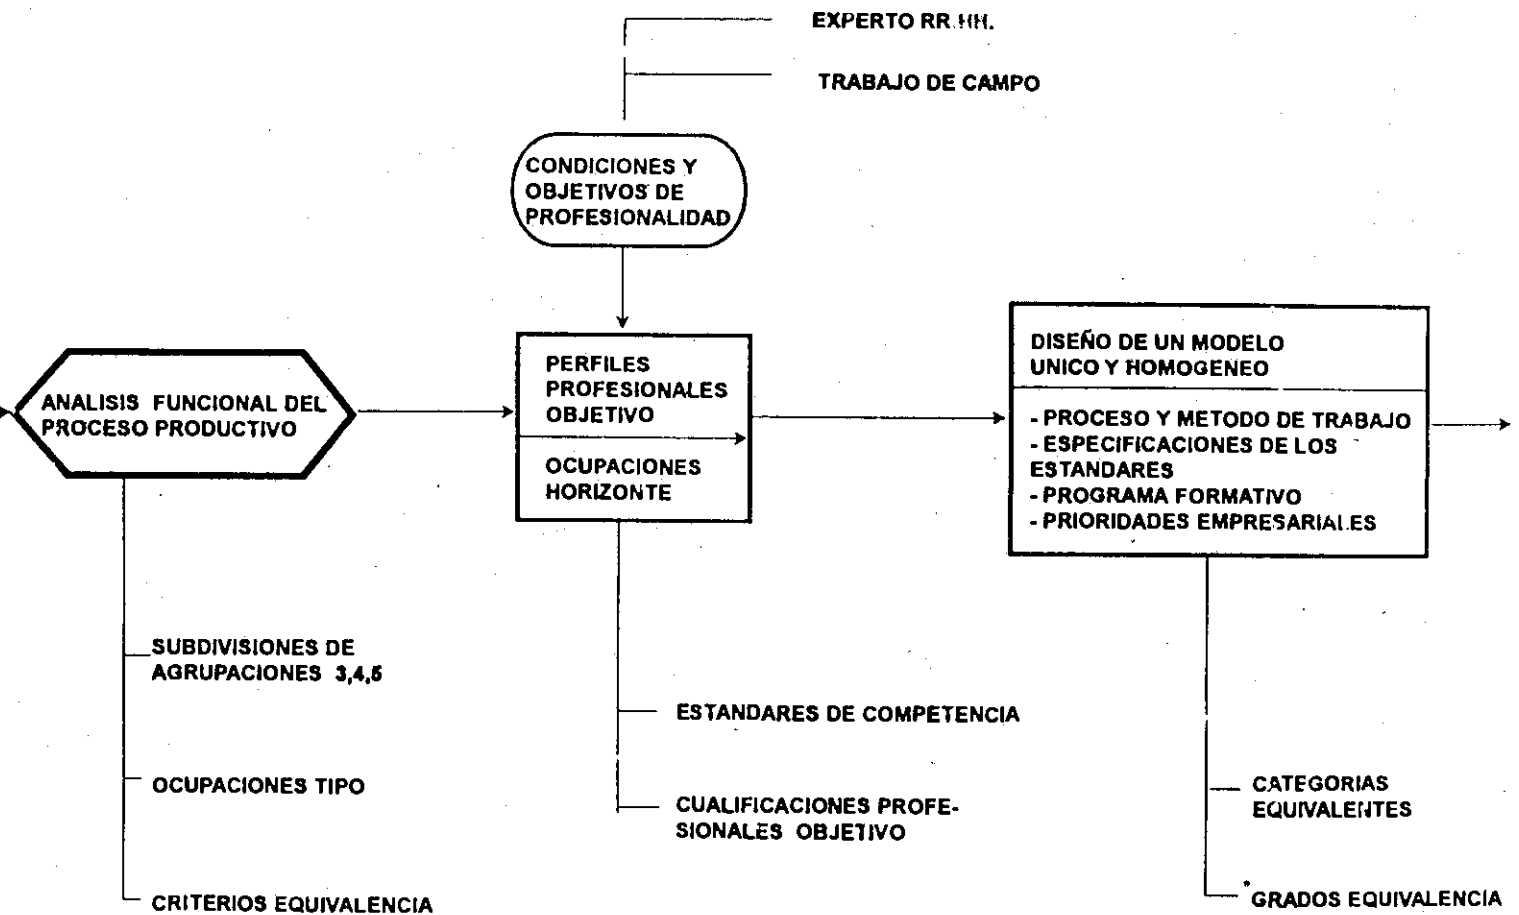 EXPERTO RR.HH.
TRABAJO DE CAMPO
CONDICIONES Y
OBJETIVOS DE
PROFESIONALIDAD
ANALISIS FUNCIONAL DEL
PROCESO PRODUCTIVO
PERFILES
PROFESIONALES
OBJETIVO
OCUPACIONES
HORIZONTE
DISEÑO DE UN MODELO
UNICO Y HOMOGENEO
- PROCESO Y METODO DE TRABAJO
- ESPECIFICACIONES DE LOS
ESTANDARES
- PROGRAMA FORMATIVO
- PRIORIDADES EMPRESARIALES
SUBDIVISIONES DE
AGRUPACIONES 3,4,5
OCUPACIONES TIPO
CRITERIOS EQUIVALENCIA
ESTANDARES DE COMPETENCIA
CUALIFICACIONES PROFE-
SIONALES OBJETIVO
CATEGORIAS
EQUIVALENTES
GRADOS EQUIVALENCIA